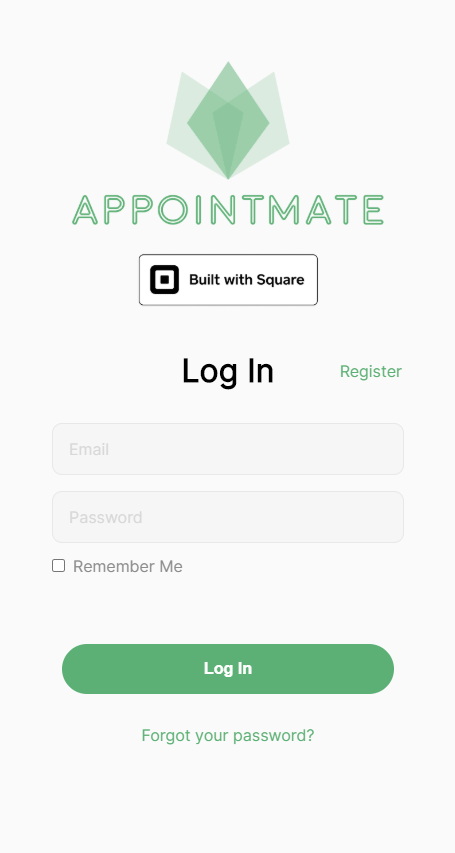 APPOINTMATE
Built with Square
Log In
Register
Email
Password
Remember Me
Log In
Forgot your password?